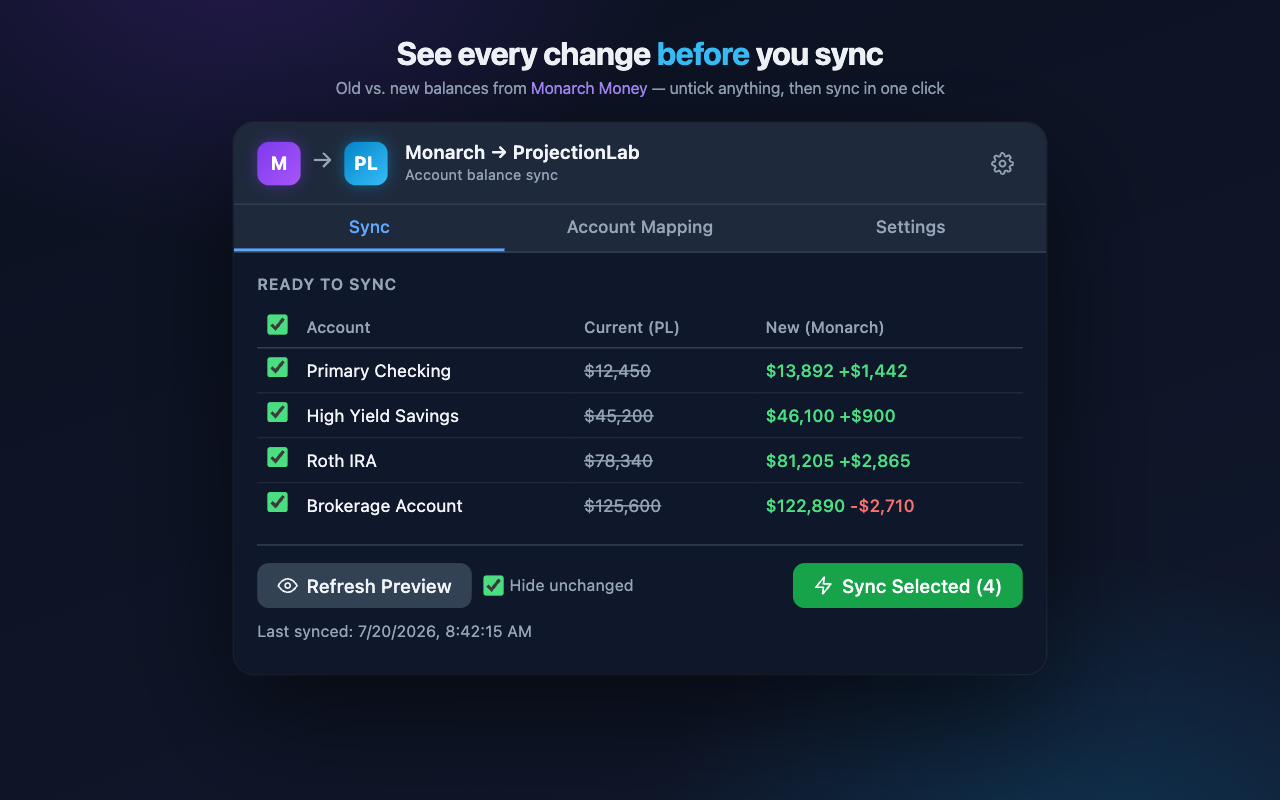 See every change before you sync
Old vs. new balances from Monarch Money — untick anything, then sync in one click
M → PL
Monarch → ProjectionLab
Account balance sync
Sync Account Mapping Settings
READY TO SYNC
Account Current (PL) New (Monarch)
Primary Checking $12,450 $13,892 +$1,442
High Yield Savings $45,200 $46,100 +$900
Roth IRA $78,340 $81,205 +$2,865
Brokerage Account $125,600 $122,890 -$2,710
Refresh Preview Hide unchanged Sync Selected (4)
Last synced: 7/20/2026, 8:42:15 AM